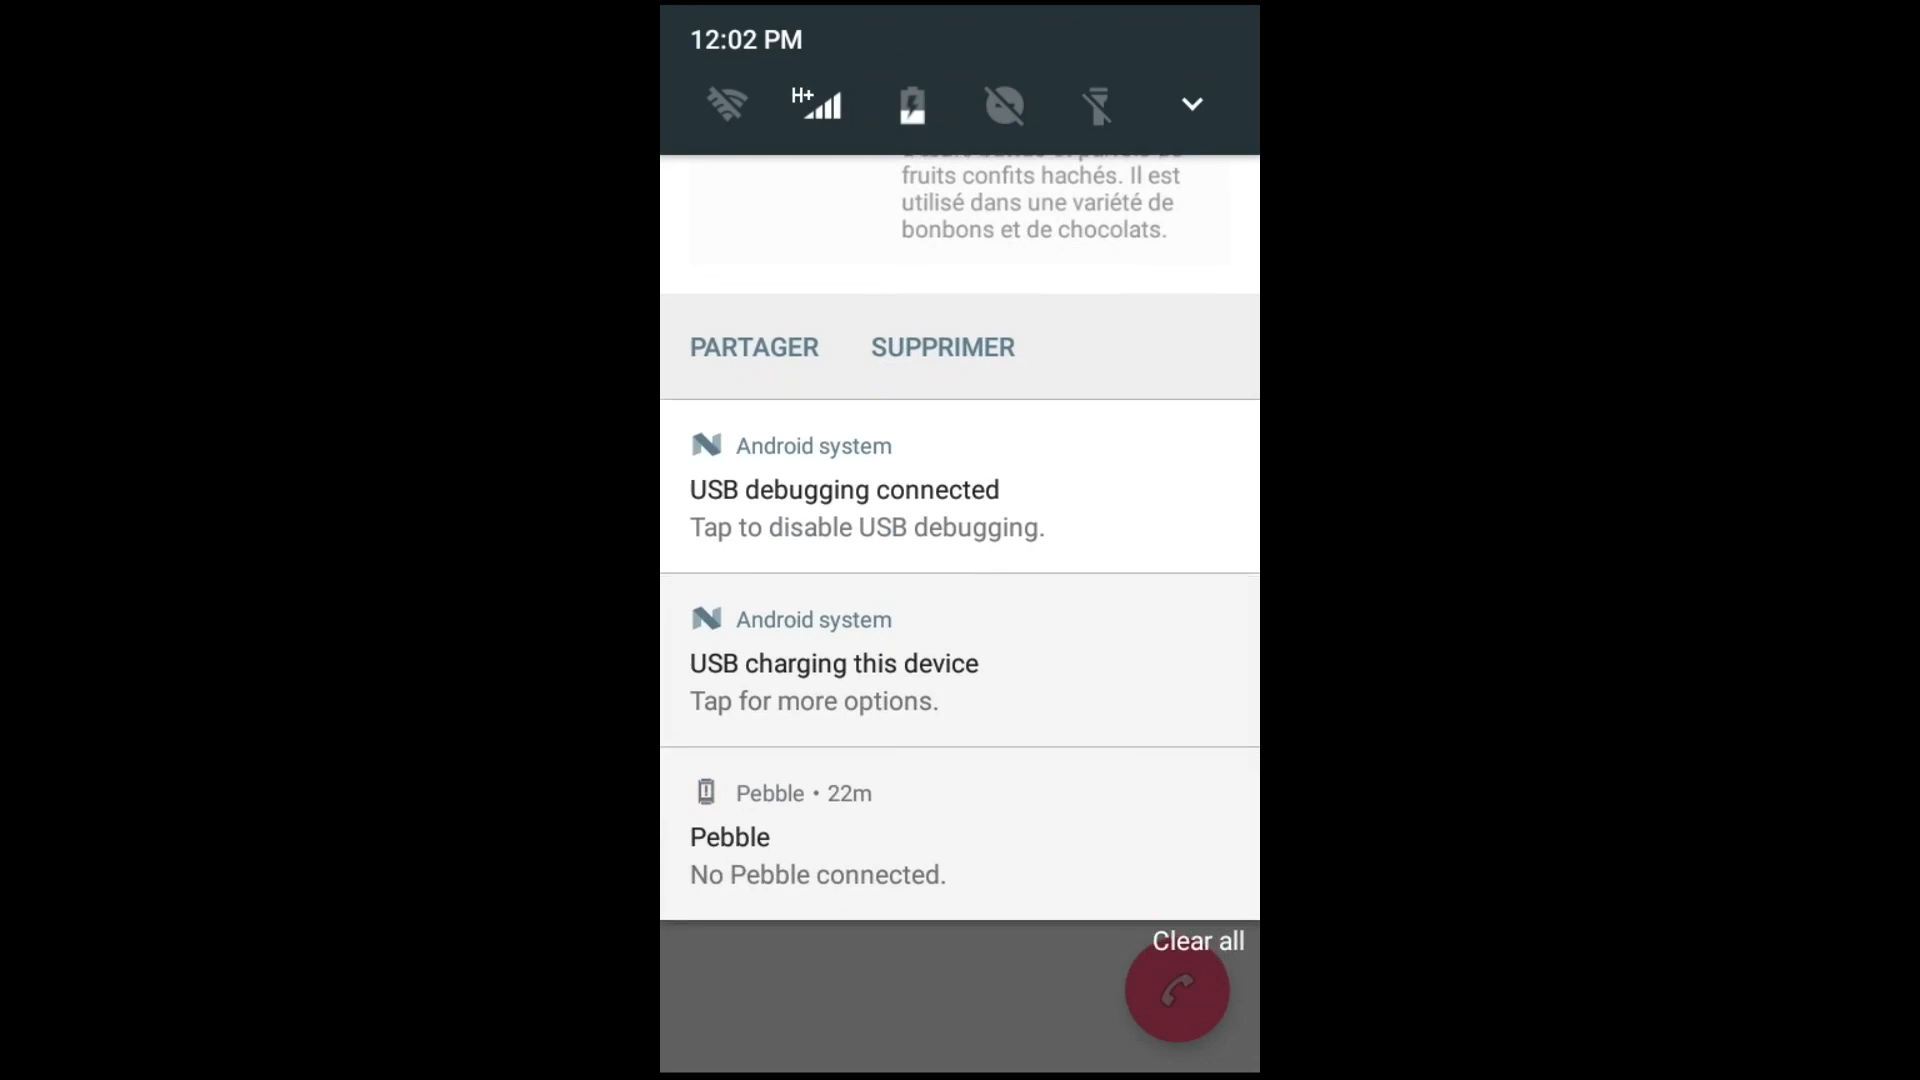 12:02 PM
H+
fruits confits hachés. Il est
utilisé dans une variété de
bonbons et de chocolats.
PARTAGER SUPPRIMER
Android system
USB debugging connected
Tap to disable USB debugging.
Android system
USB charging this device
Tap for more options.
Pebble • 22m
Pebble
No Pebble connected.
Clear all